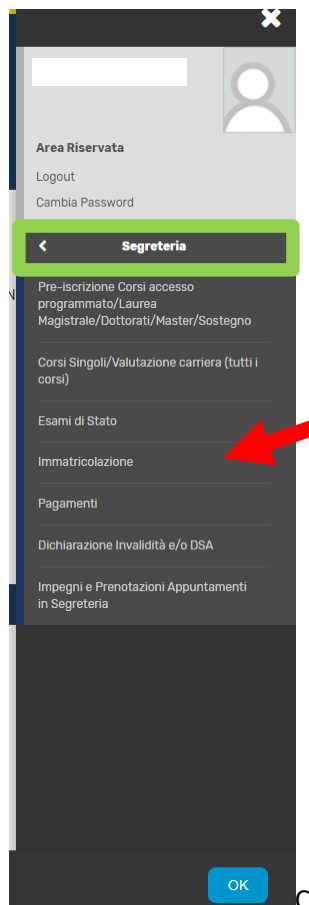 Area Riservata
Logout
Cambia Password
Segreteria
Pre-iscrizione Corsi accesso
programmato/Laurea
Magistrale/Dottorati/Master/Sostegno
Corsi Singoli/Valutazione carriera (tutti i
corsi)
Esami di Stato
Immatricolazione
Pagamenti
Dichiarazione Invalidità e/o DSA
Impegni e Prenotazioni Appuntamenti
in Segreteria
OK